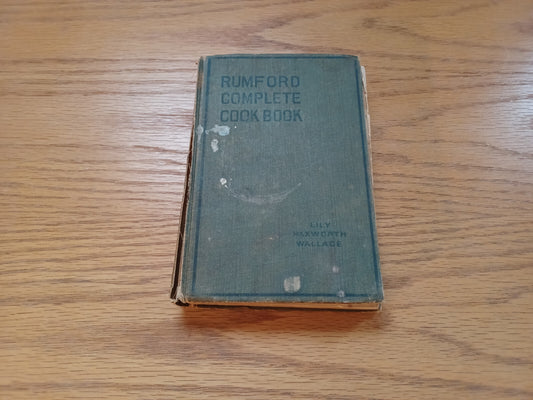 RUMFORD
COMPLETE
COOK BOOK
LILY
HAXWORTH
WALLACE